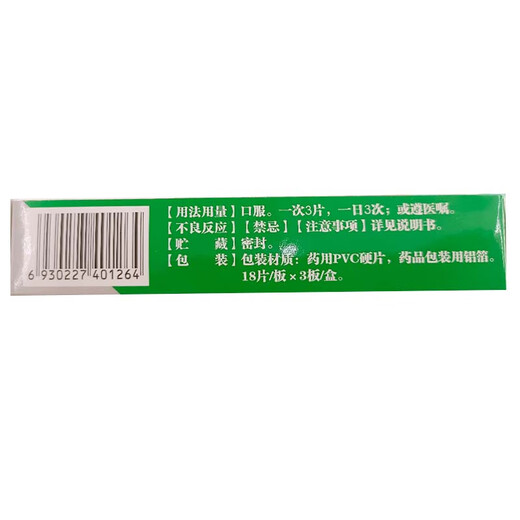 【用法用量】口服。一次3片，一日3次；或遵医嘱。
【不良反应】【禁忌】【注意事项】详见说明书。
【贮　　藏】密封。
【包　　装】包装材质：药用PVC硬片，药品包装用铝箔。
18片/板×3板/盒。
6 930227 401264